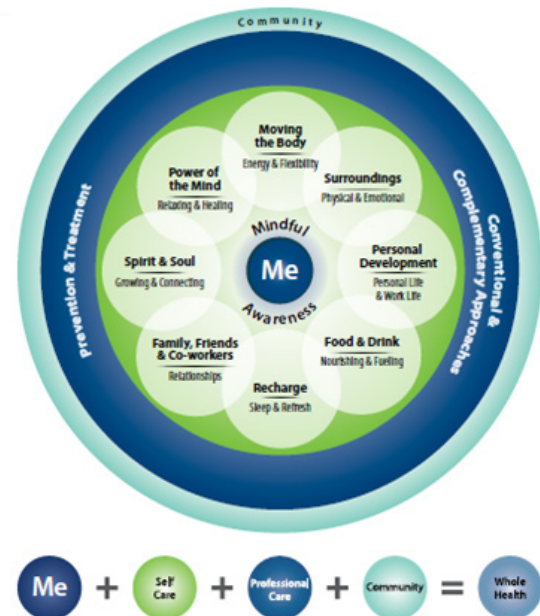 Community
Moving
the Body
Energy & Flexibility
Power of
the Mind
Relaxing & Healing
Surroundings
Physical & Emotional
Prevention & Treatment
Conventional &
Complementary Approaches
Mindful
Me
Awareness
Spirit & Soul
Growing & Connecting
Personal
Development
Personal Life
& Work Life
Family, Friends
& Co-workers
Relationships
Food & Drink
Nourishing & Fueling
Recharge
Sleep & Refresh
Me + Self Care + Professional Care + Community = Whole Health